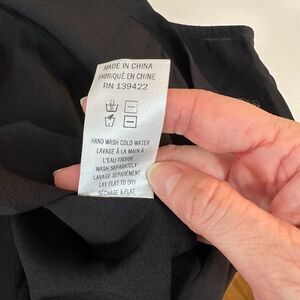 MADE IN CHINA
FABRIQUÉ EN CHINE
RN 139422
HAND WASH COLD WATER
LAVAGE À LA MAIN À
L'EAU FROIDE
WASH SEPARATELY
LAVAGE SÉPARÉMENT
LAY FLAT TO DRY
SÉCHAGE À PLAT